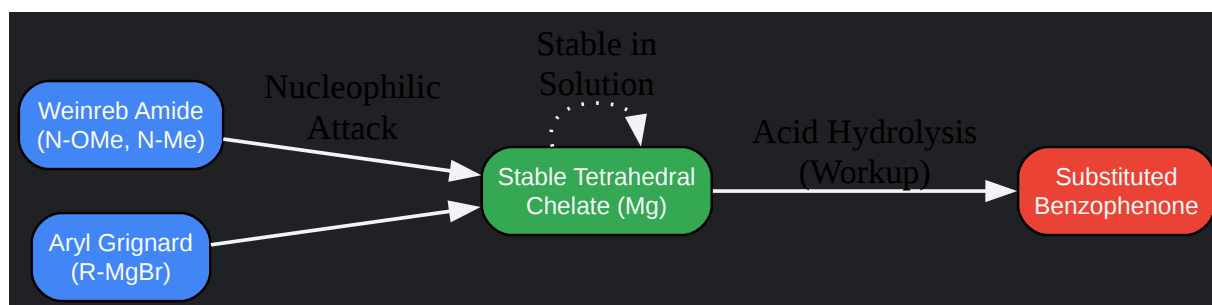 Weinreb Amide
(N-OMe, N-Me)
Aryl Grignard
(R-MgBr)
Nucleophilic
Attack
Stable in
Solution
Stable Tetrahedral
Chelate (Mg)
Acid Hydrolysis
(Workup)
Substituted
Benzophenone